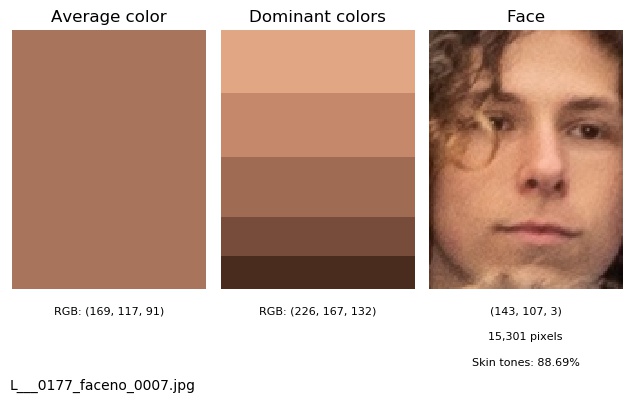 Average color
Dominant colors
Face
RGB: (169, 117, 91)
RGB: (226, 167, 132)
(143, 107, 3)
15,301 pixels
Skin tones: 88.69%
L___0177_faceno_0007.jpg